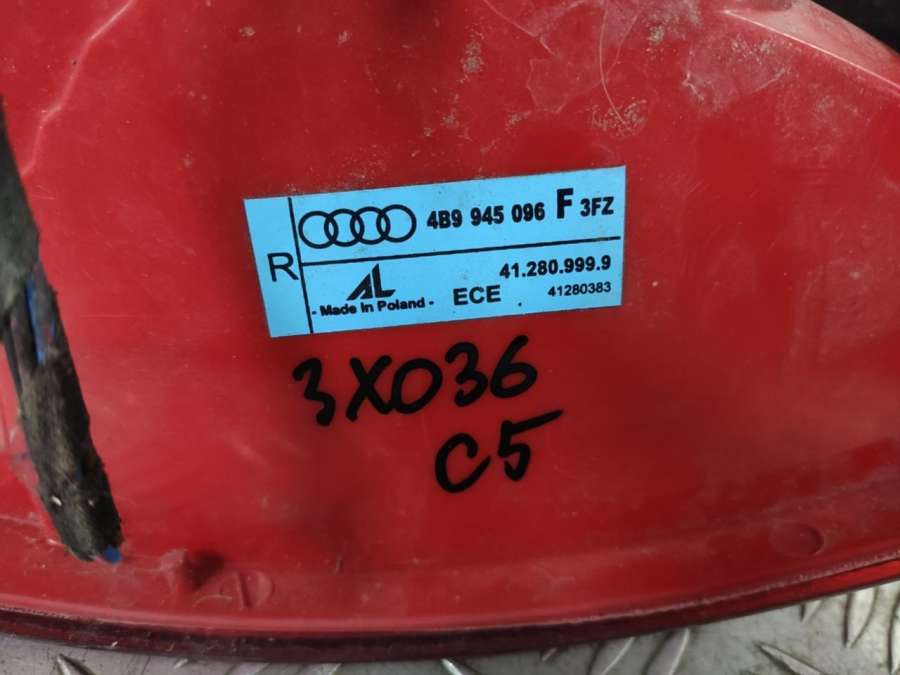 R
4B9 945 096 F 3FZ
AL
41.280.999.9
- Made in Poland - ECE
41280383
3X036
C5